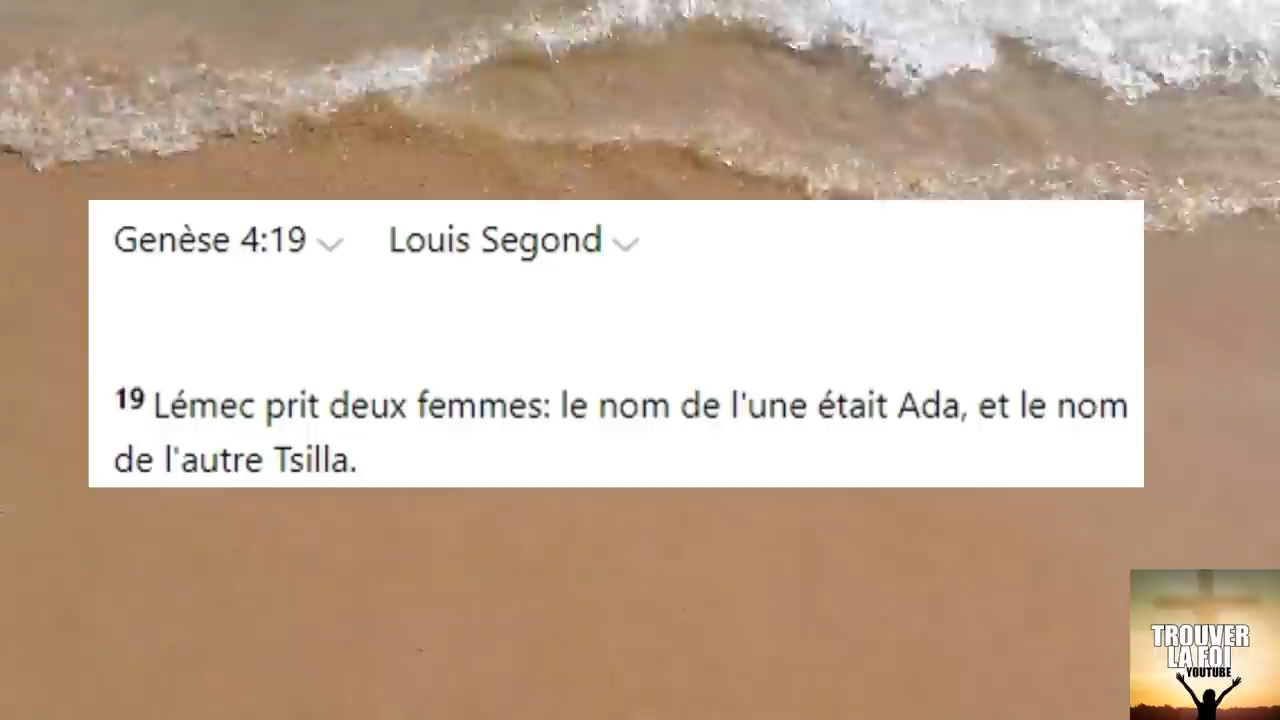 Genèse 4:19 Louis Segond
19 Lémec prit deux femmes: le nom de l'une était Ada, et le nom
de l'autre Tsilla.
TROUVER
LA FOI
YOUTUBE